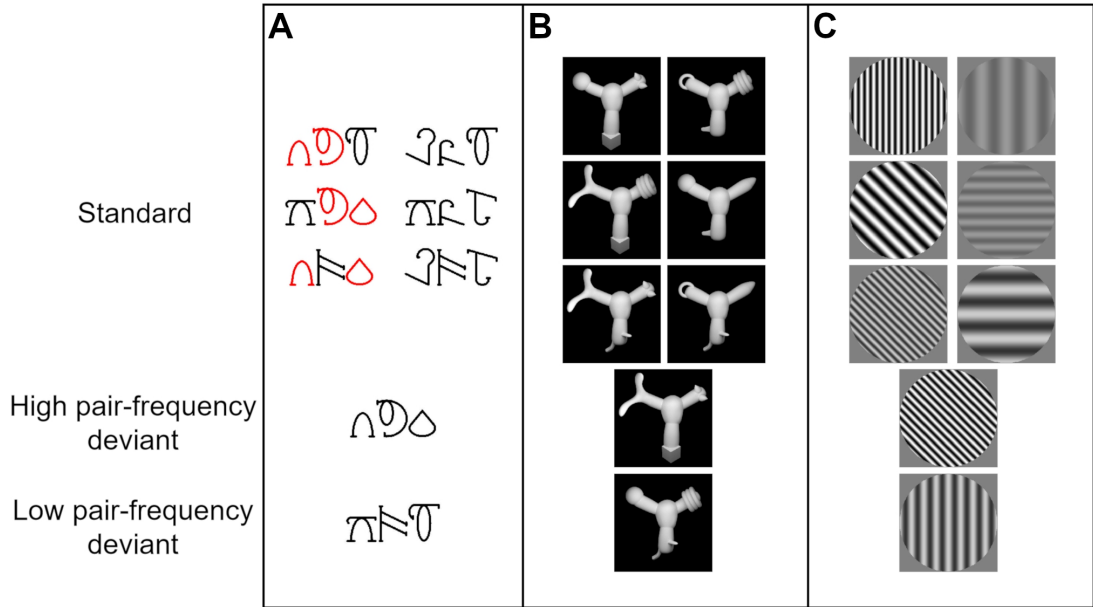 A
B
C
Standard
High pair-frequency
deviant
Low pair-frequency
deviant